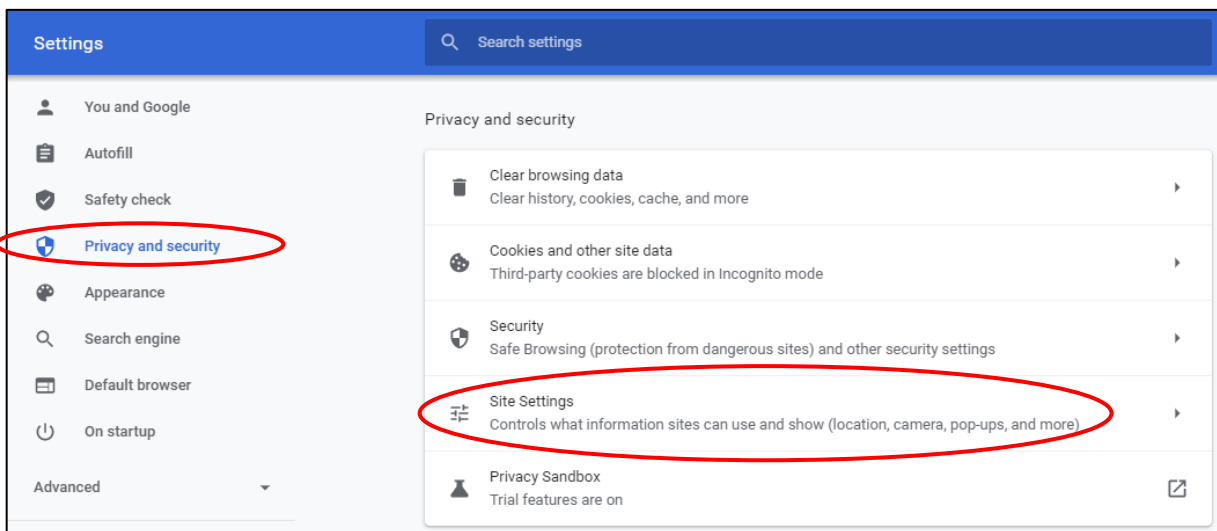 Settings
Search settings
You and Google
Autofill
Safety check
Privacy and security
Appearance
Search engine
Default browser
On startup
Advanced
Privacy and security
Clear browsing data
Clear history, cookies, cache, and more
Cookies and other site data
Third-party cookies are blocked in Incognito mode
Security
Safe Browsing (protection from dangerous sites) and other security settings
Site Settings
Controls what information sites can use and show (location, camera, pop-ups, and more)
Privacy Sandbox
Trial features are on